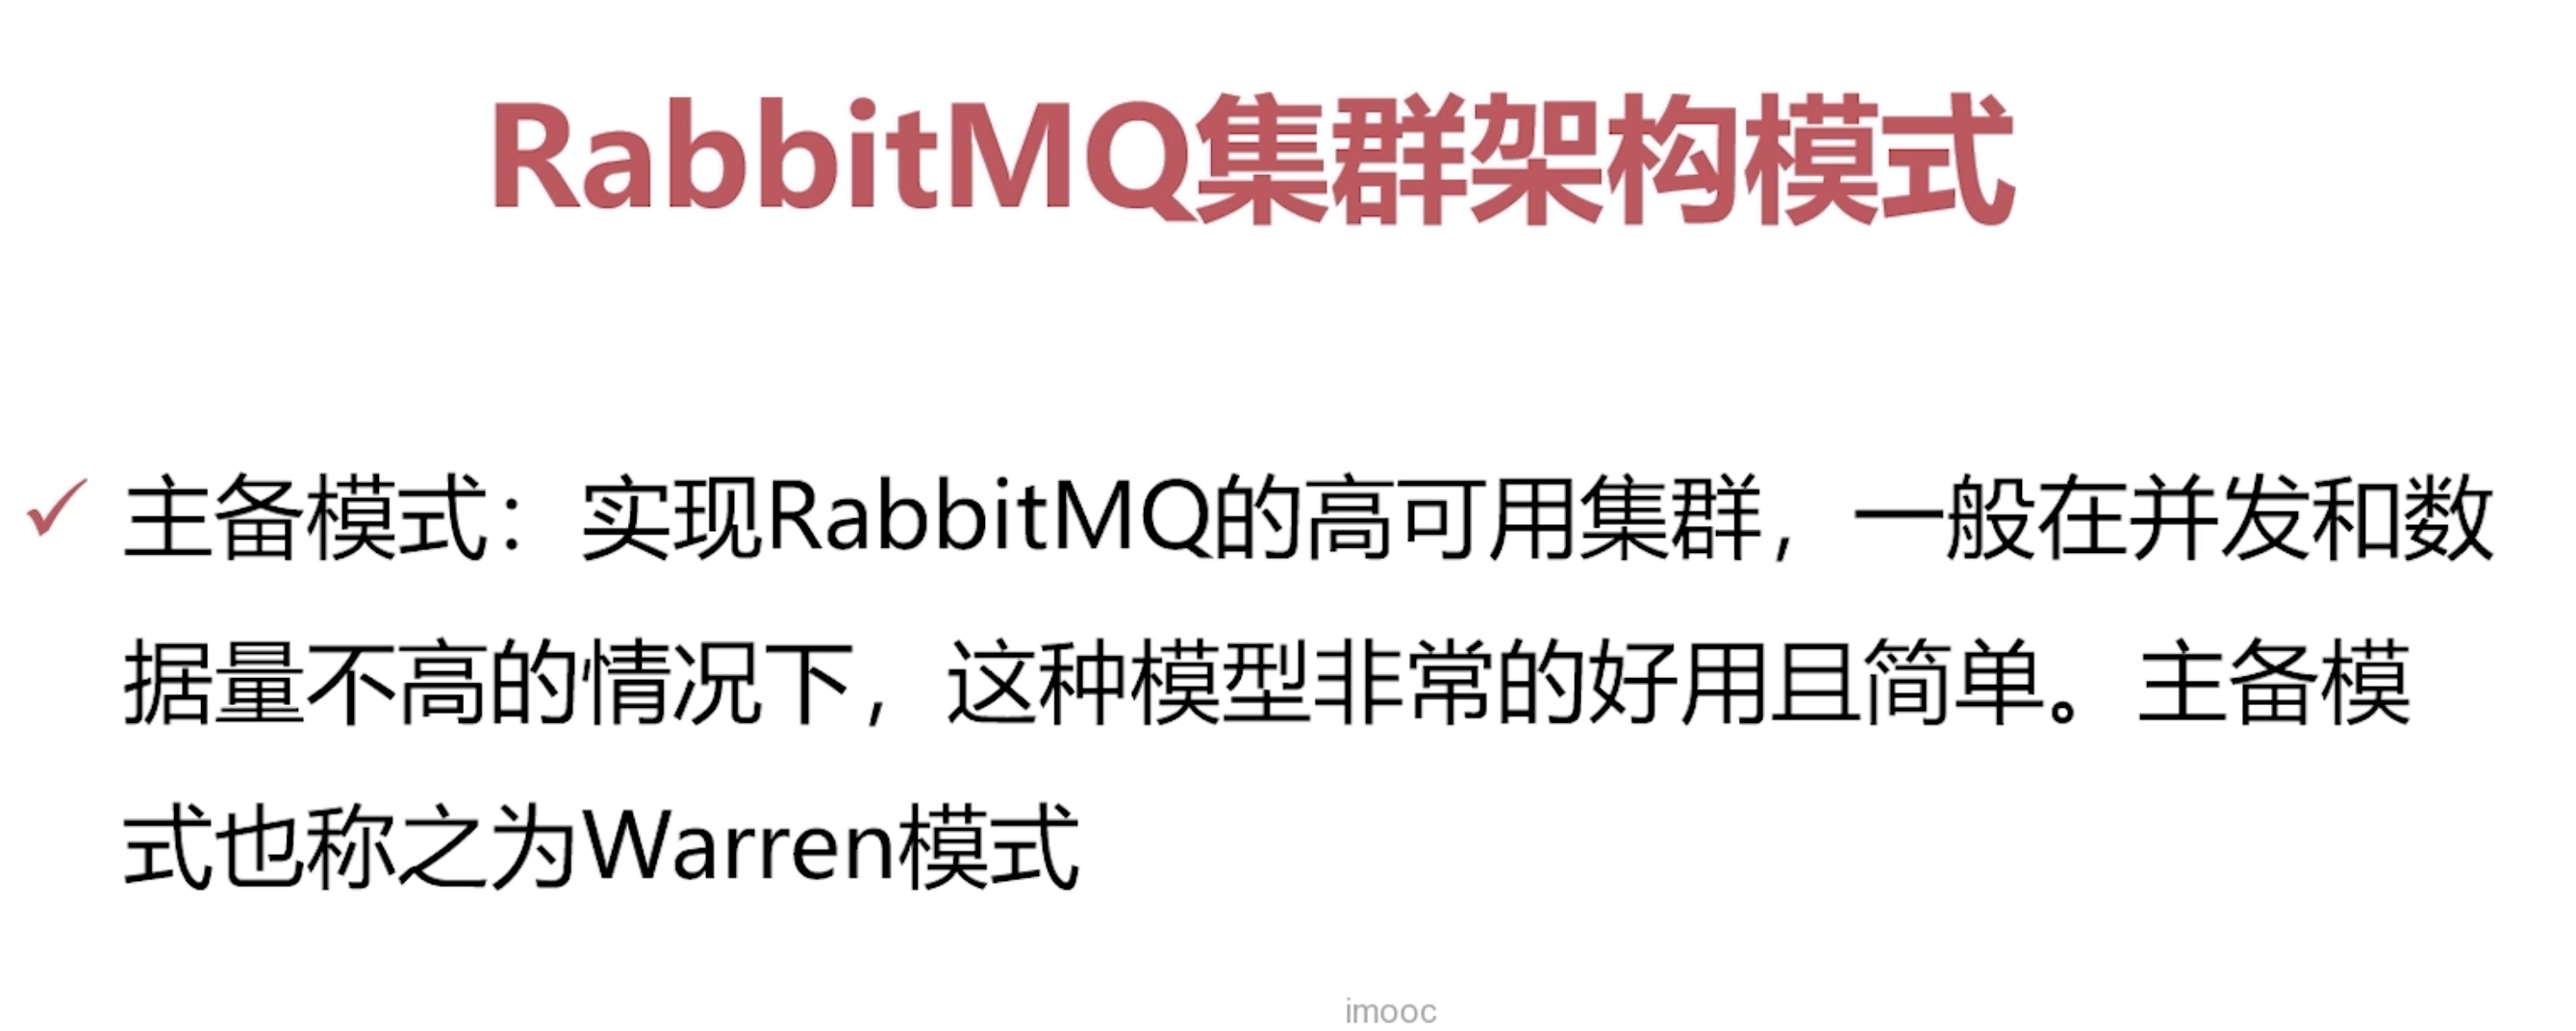 RabbitMQ集群架构模式
✓ 主备模式：实现RabbitMQ的高可用集群，一般在并发和数
据量不高的情况下，这种模型非常的好用且简单。主备模
式也称之为Warren模式
imooc